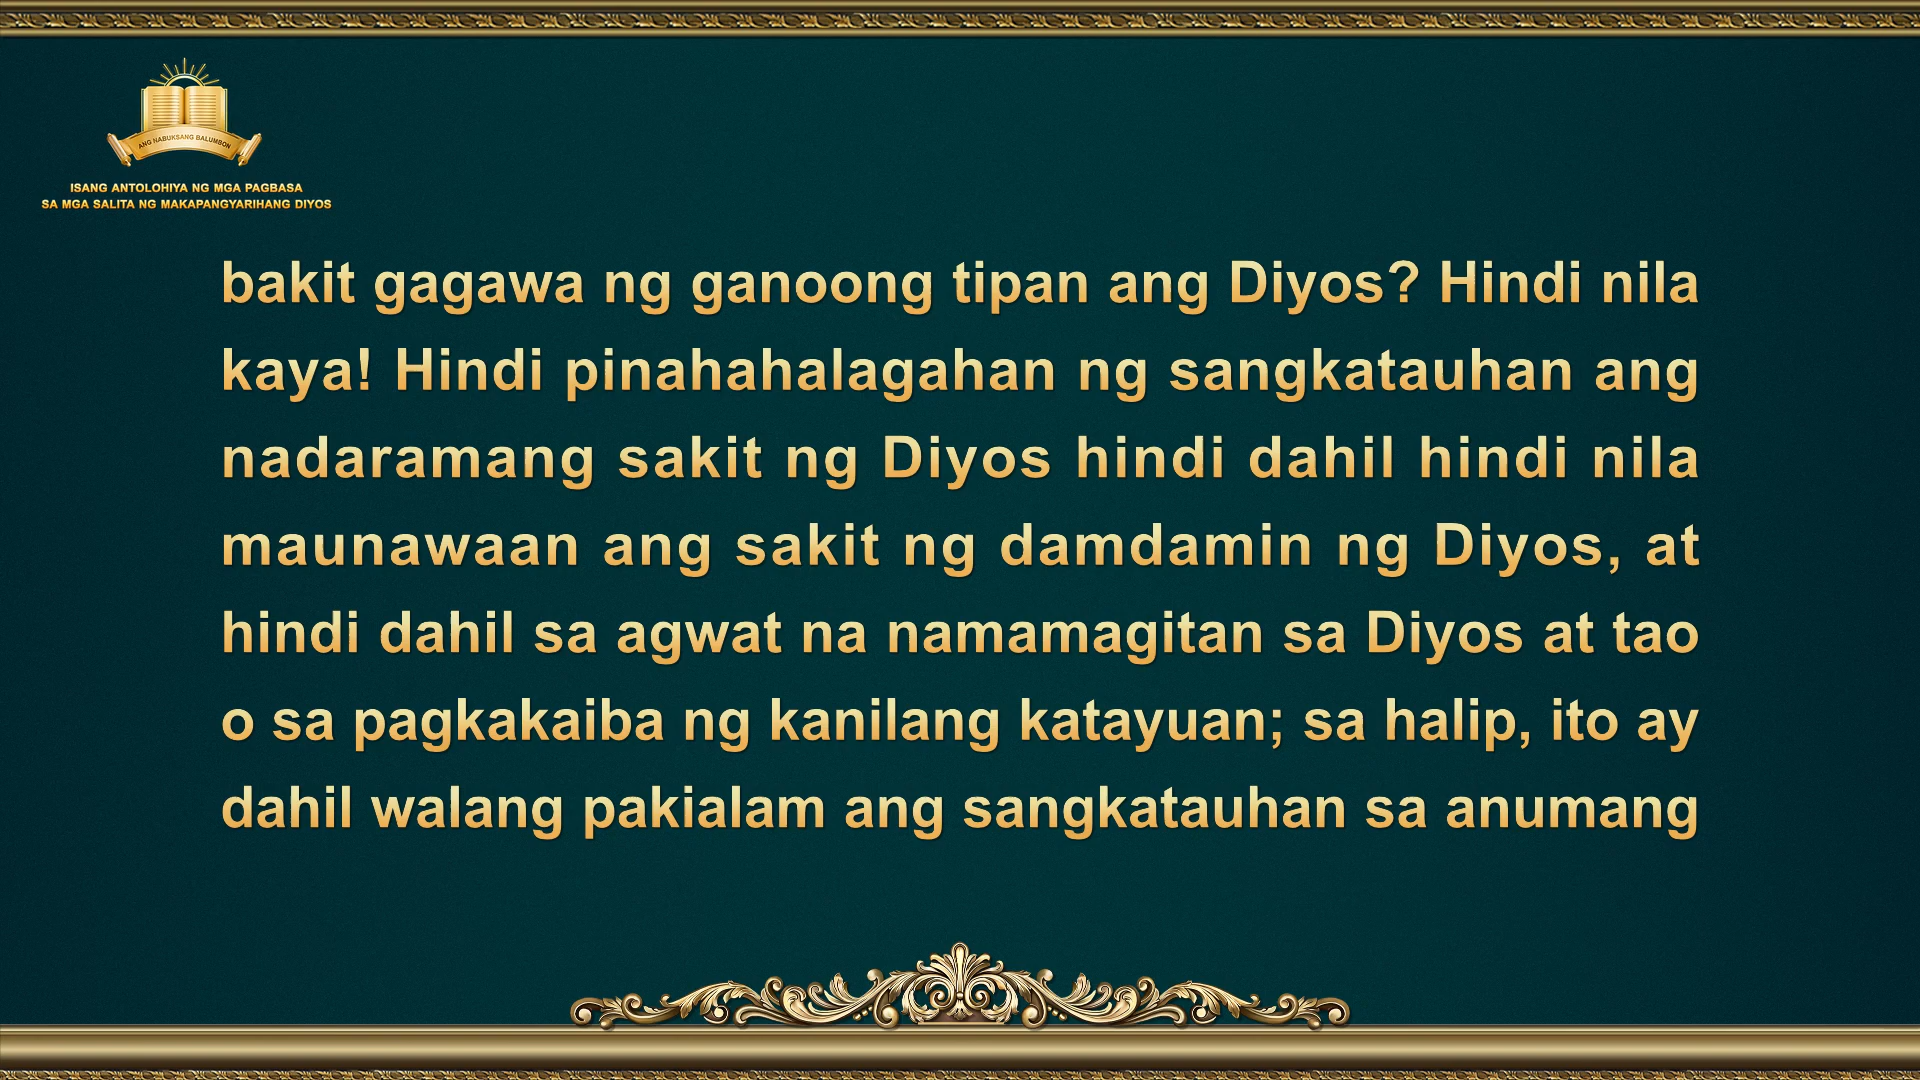 ANG NABUKSANG BALUMBON
ISANG ANTOLOHIYA NG MGA PAGBASA
SA MGA SALITA NG MAKAPANGYARIHANG DIYOS
bakit gagawa ng ganoong tipan ang Diyos? Hindi nila
kaya! Hindi pinahahalagahan ng sangkatauhan ang
nadaramang sakit ng Diyos hindi dahil hindi nila
maunawaan ang sakit ng damdamin ng Diyos, at
hindi dahil sa agwat na namamagitan sa Diyos at tao
o sa pagkakaiba ng kanilang katayuan; sa halip, ito ay
dahil walang pakialam ang sangkatauhan sa anumang